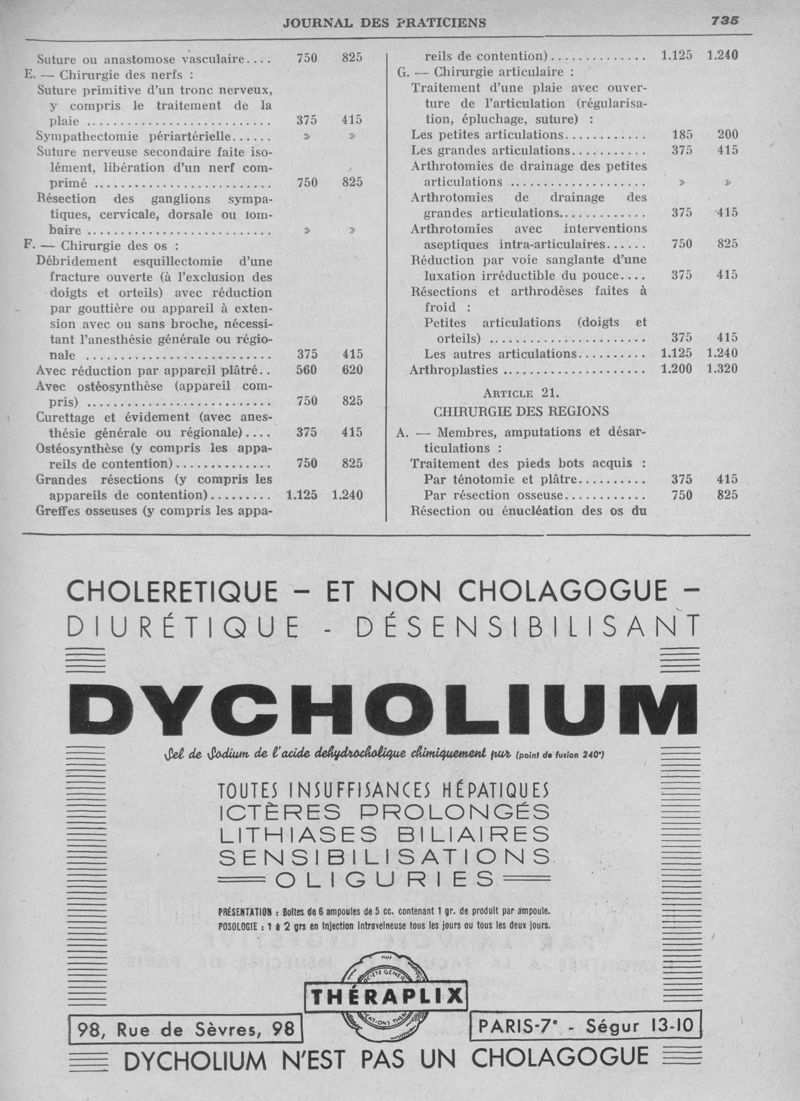 JOURNAL DES PRATICIENS 735
Suture ou anastomose vasculaire.... 750 825
E. — Chirurgie des nerfs :
Suture primitive d'un tronc nerveux,
y compris le traitement de la
plaie ........................... 375 415
Sympathectomie périartérielle...... » »
Suture nerveuse secondaire faite iso-
lément, libération d'un nerf com-
primé .......................... 750 825
Résection des ganglions sympa-
tiques, cervicale, dorsale ou lom-
baire ........................... » »
F. — Chirurgie des os :
Débridement esquillectomie d'une
fracture ouverte (à l'exclusion des
doigts et orteils) avec réduction
par gouttière ou appareil à exten-
sion avec ou sans broche, nécessi-
tant l'anesthésie générale ou régio-
nale ........................... 375 415
Avec réduction par appareil plâtré.. 560 620
Avec ostéosynthèse (appareil com-
pris) ........................... 750 825
Curettage et évidement (avec anes-
thésie générale ou régionale).... 375 415
Ostéosynthèse (y compris les appa-
reils de contention).............. 750 825
Grandes résections (y compris les
appareils de contention)......... 1.125 1.240
Greffes osseuses (y compris les appa-
reils de contention).............. 1.125 1.240
G. — Chirurgie articulaire :
Traitement d'une plaie avec ouver-
ture de l'articulation (régularisa-
tion, épluchage, suture) :
Les petites articulations............ 185 200
Les grandes articulations........... 375 415
Arthrotomies de drainage des petites
articulations .................... » »
Arthrotomies de drainage des
grandes articulations............ 375 415
Arthrotomies avec interventions
aseptiques intra-articulaires...... 750 825
Réduction par voie sanglante d'une
luxation irréductible du pouce.... 375 415
Résections et arthrodèses faites à
froid :
Petites articulations (doigts et
orteils) ....................... 375 415
Les autres articulations.......... 1.125 1.240
Arthroplasties ..................... 1.200 1.320
ARTICLE 21.
CHIRURGIE DES REGIONS
A. — Membres, amputations et désar-
ticulations :
Traitement des pieds bots acquis :
Par ténotomie et plâtre.......... 375 415
Par résection osseuse............ 750 825
Résection ou énucléation des os du
CHOLERETIQUE – ET NON CHOLAGOGUE –
DIURÉTIQUE - DÉSENSIBILISANT
DYCHOLIUM
Sel de Sodium de l'acide dehydrocholique chimiquement pur (point de fusion 240°)
TOUTES INSUFFISANCES HÉPATIQUES
ICTÈRES PROLONGÉS
LITHIASES BILIAIRES
SENSIBILISATIONS
OLIGURIES
PRÉSENTATION : Boîtes de 6 ampoules de 5 cc. contenant 1 gr. de produit par ampoule.
POSOLOGIE : 1 à 2 grs en injection intraveineuse tous les jours ou tous les deux jours.
THÉRAPLIX
98, Rue de Sèvres, 98
PARIS-7e - Ségur 13-10
DYCHOLIUM N'EST PAS UN CHOLAGOGUE